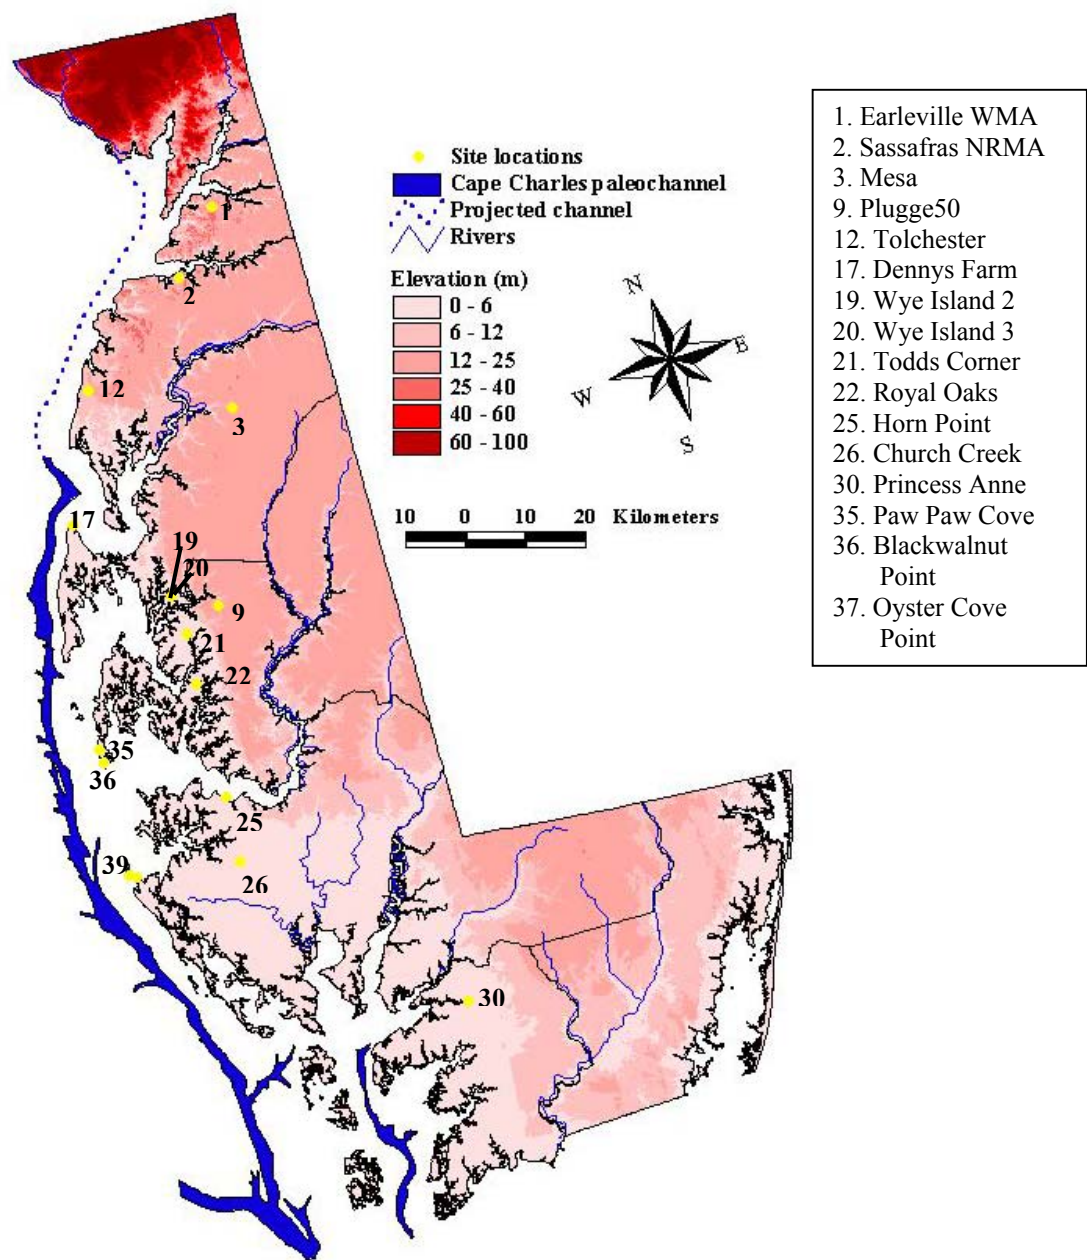 1. Earleville WMA
2. Sassafras NRMA
3. Mesa
9. Plugge50
12. Tolchester
17. Dennys Farm
19. Wye Island 2
20. Wye Island 3
21. Todds Corner
22. Royal Oaks
25. Horn Point
26. Church Creek
30. Princess Anne
35. Paw Paw Cove
36. Blackwalnut
Point
37. Oyster Cove
Point
Site locations
Cape Charles paleochannel
Projected channel
Rivers
Elevation (m)
0 - 6
6 - 12
12 - 25
25 - 40
40 - 60
60 - 100
N
E
W
S
10 0 10 20 Kilometers
1
2
12
3
17
19
20
9
21
22
35
36
25
39
26
30